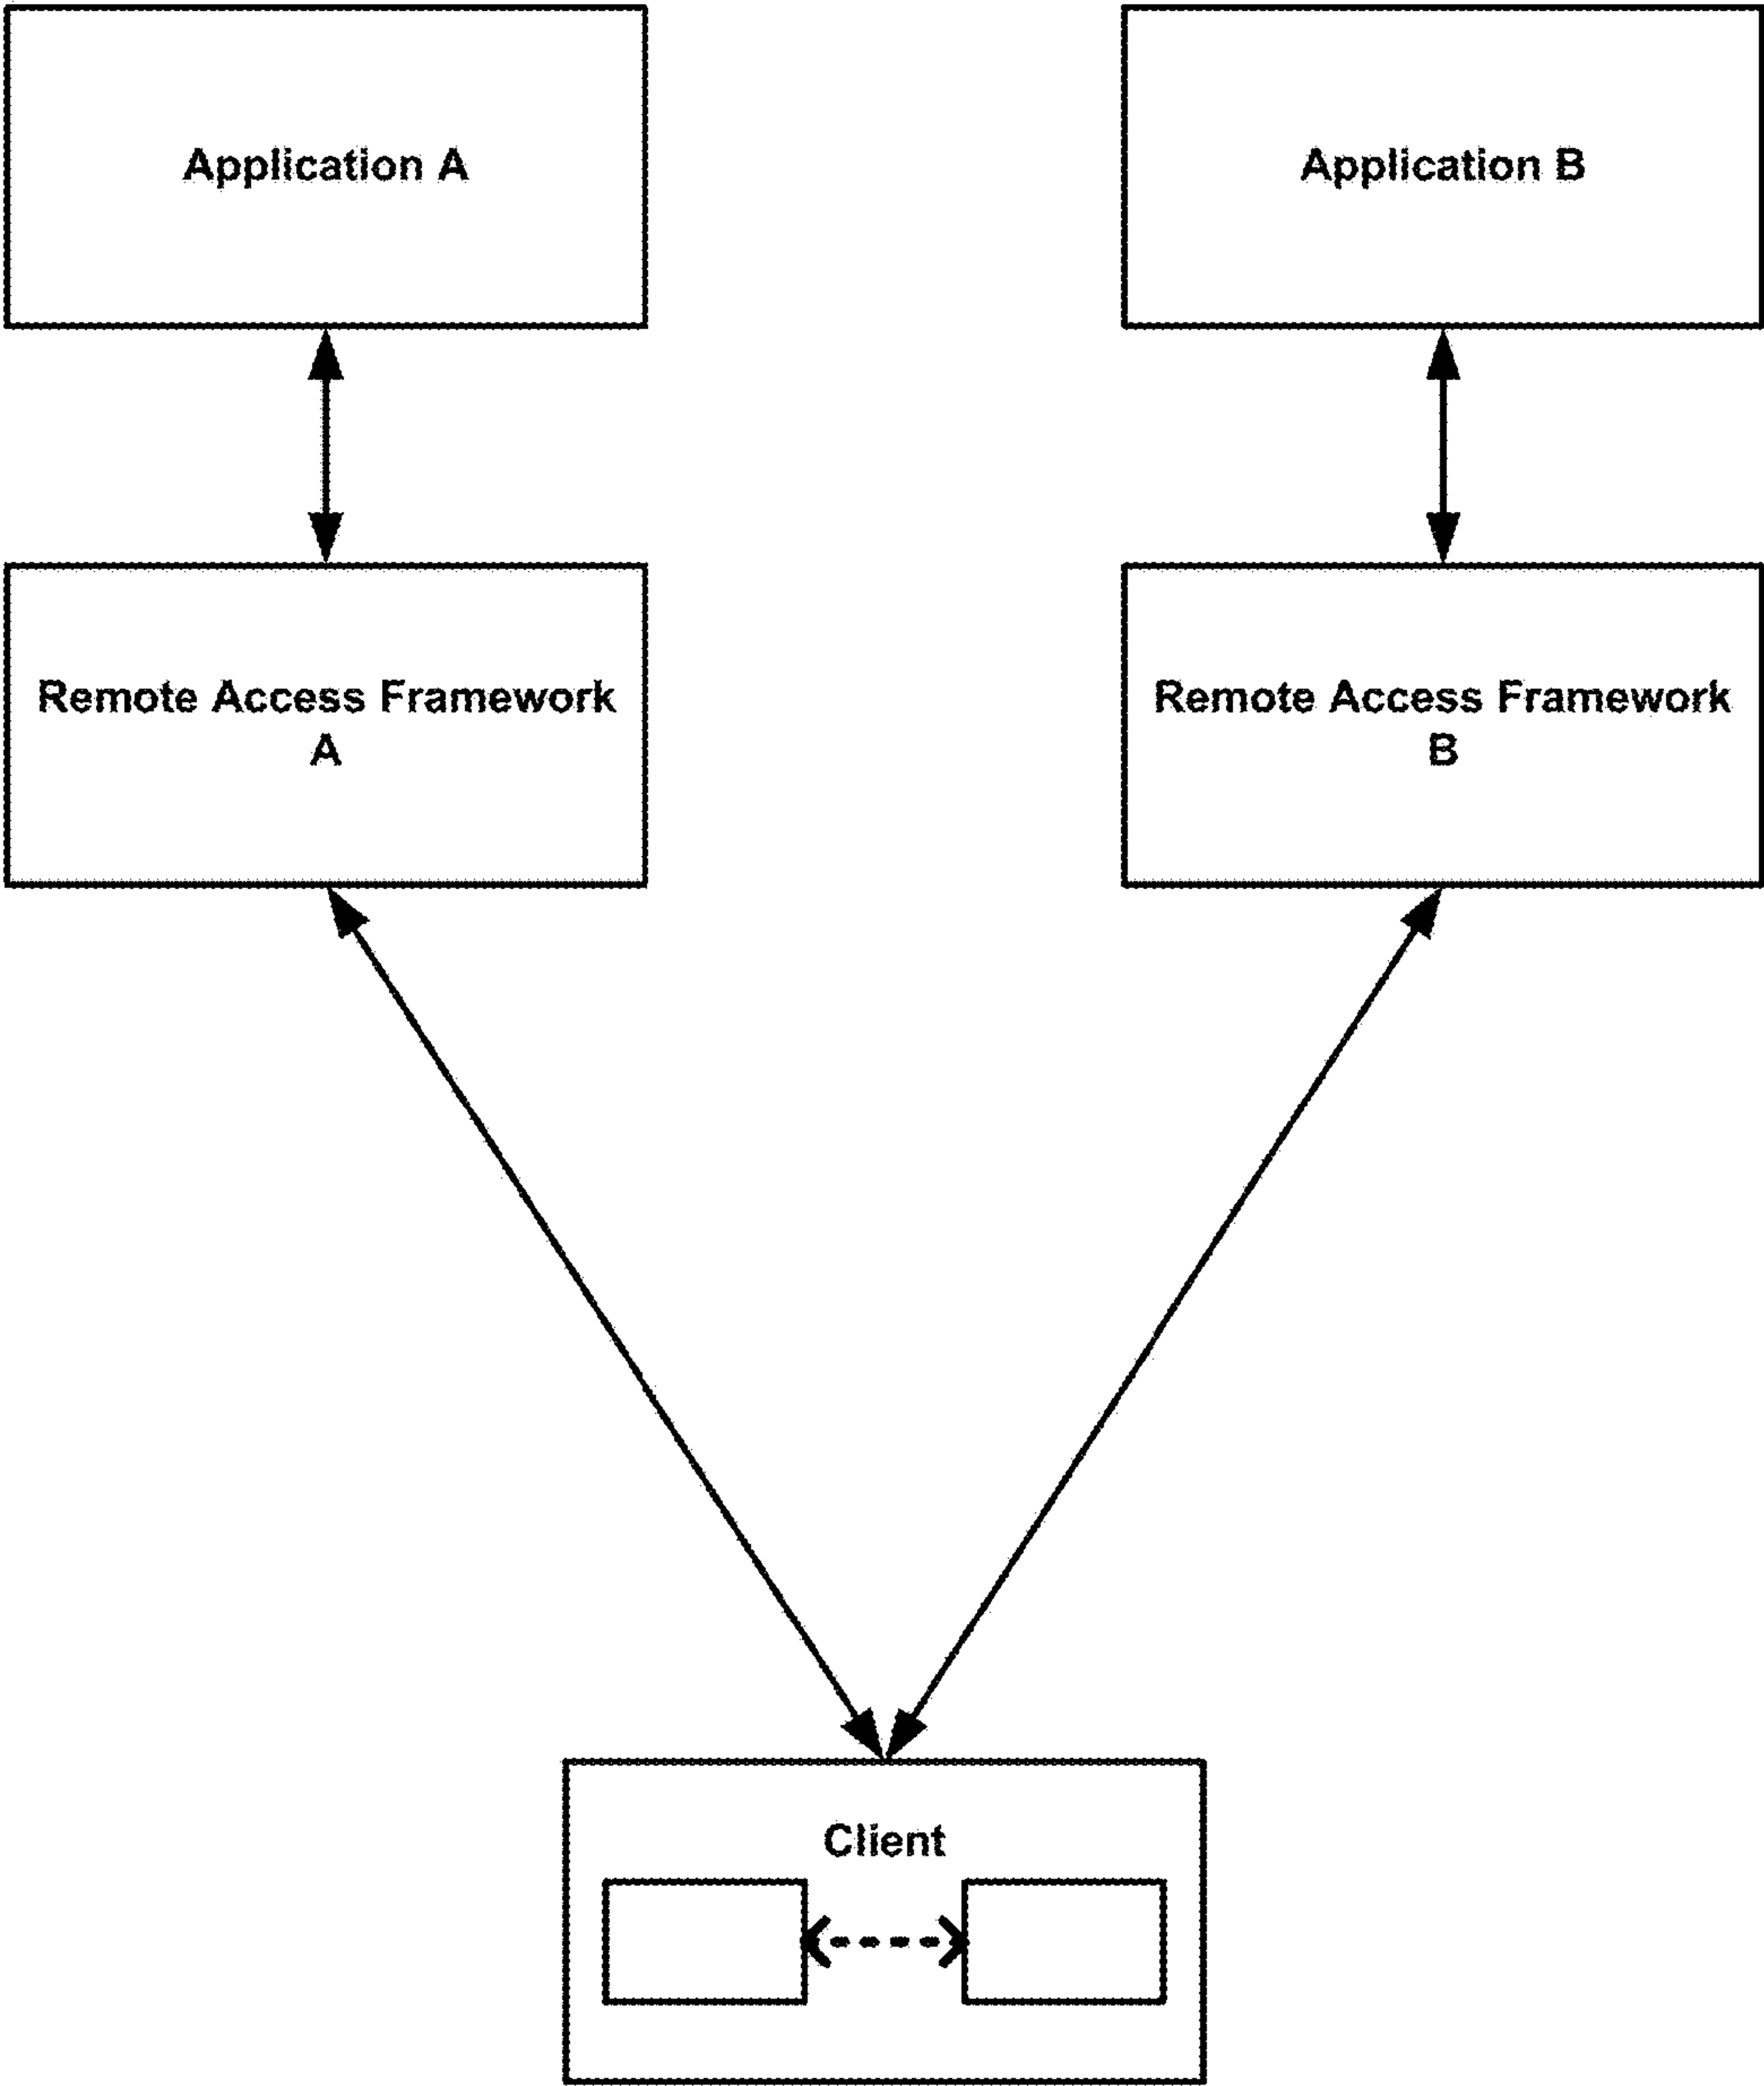 Application A
Application B
Remote Access Framework
A
Remote Access Framework
B
Client